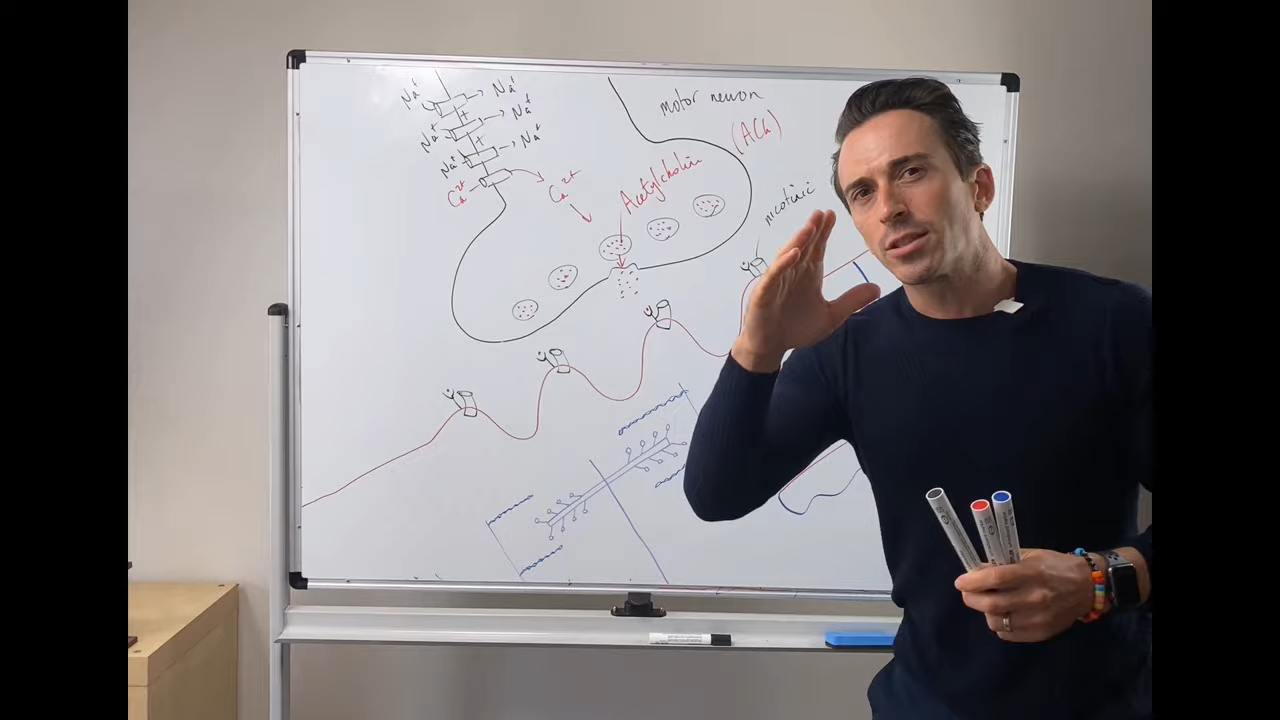 Na⁺
Na⁺
Na⁺
Na⁺
Na⁺
Na⁺
+
+
+
Ca²⁺
Ca²⁺
motor neuron
(ACh)
Acetylcholine
nicotinic